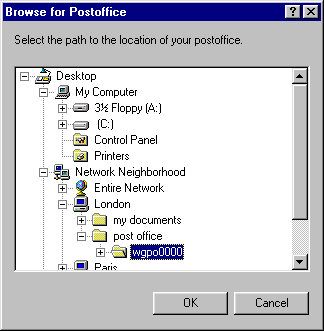 Browse for Postoffice
Select the path to the location of your postoffice.
Desktop
My Computer
3½ Floppy (A:)
(C:)
Control Panel
Printers
Network Neighborhood
Entire Network
London
my documents
post office
wgpo0000
Paris
OK Cancel